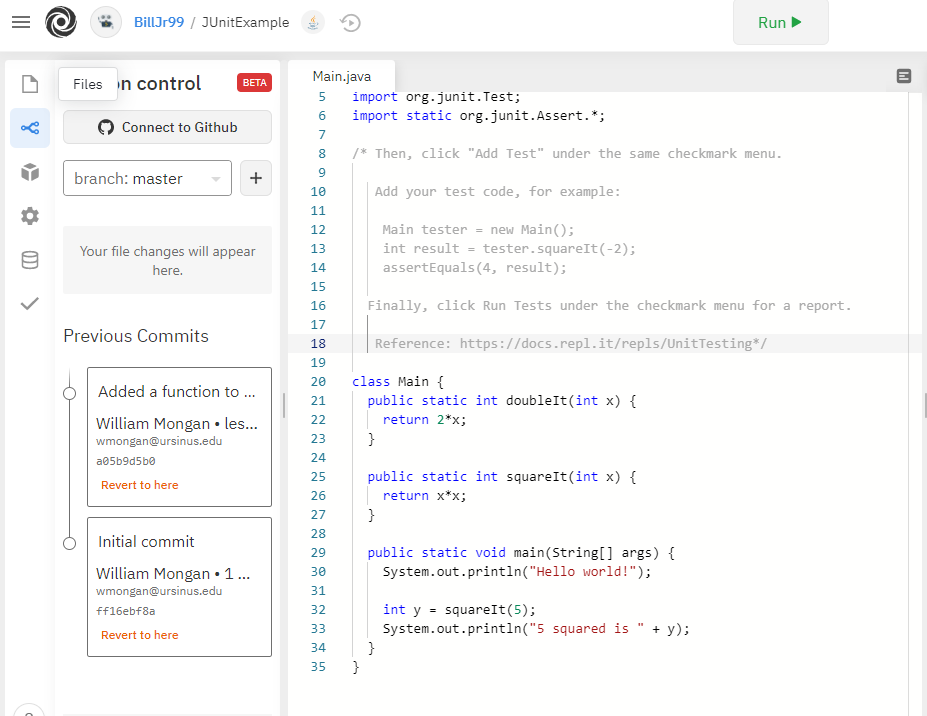 BillJr99 / JUnitExample
Run
Files
on control
BETA
Connect to Github
branch: master
+
Your file changes will appear
here.
Previous Commits
Added a function to ...
William Mongan • les...
wmongan@ursinus.edu
a05b9d5b0
Revert to here
Initial commit
William Mongan • 1 ...
wmongan@ursinus.edu
ff16ebf8a
Revert to here
Main.java
5 import org.junit.Test;
6 import static org.junit.Assert.*;
7
8 /* Then, click "Add Test" under the same checkmark menu.
9
10 Add your test code, for example:
11
12 Main tester = new Main();
13 int result = tester.squareIt(-2);
14 assertEquals(4, result);
15
16 Finally, click Run Tests under the checkmark menu for a report.
17
18 Reference: https://docs.repl.it/repls/UnitTesting*/
19
20 class Main {
21 public static int doubleIt(int x) {
22 return 2*x;
23 }
24
25 public static int squareIt(int x) {
26 return x*x;
27 }
28
29 public static void main(String[] args) {
30 System.out.println("Hello world!");
31
32 int y = squareIt(5);
33 System.out.println("5 squared is " + y);
34 }
35 }